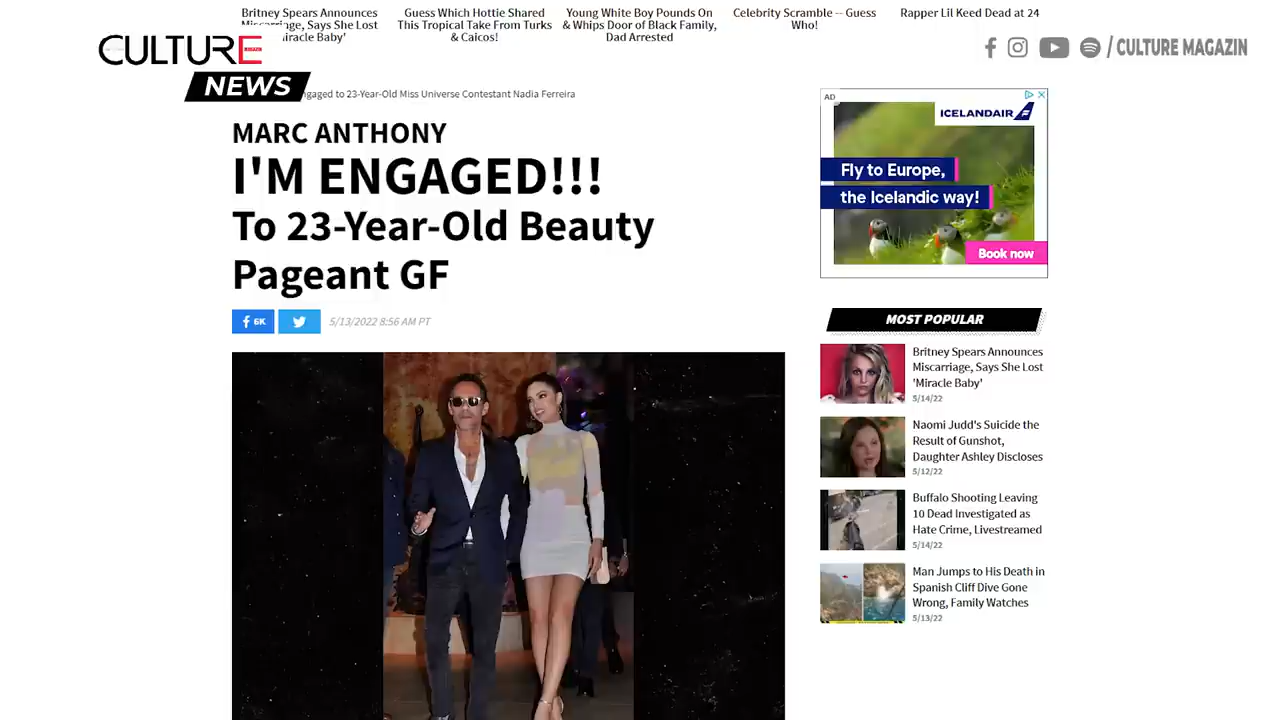 Britney Spears Announces
Miscarriage, Says She Lost
'Miracle Baby'
Guess Which Hottie Shared
This Tropical Take From Turks
& Caicos!
Young White Boy Pounds On
& Whips Door of Black Family,
Dad Arrested
Celebrity Scramble -- Guess
Who!
Rapper Lil Keed Dead at 24
CULTURE
NEWS
/ CULTURE MAGAZIN
ngaged to 23-Year-Old Miss Universe Contestant Nadia Ferreira
MARC ANTHONY
I'M ENGAGED!!!
To 23-Year-Old Beauty
Pageant GF
6K
5/13/2022 8:56 AM PT
AD
ICELANDAIR
Fly to Europe,
the Icelandic way!
Book now
MOST POPULAR
Britney Spears Announces
Miscarriage, Says She Lost
'Miracle Baby'
5/14/22
Naomi Judd's Suicide the
Result of Gunshot,
Daughter Ashley Discloses
5/12/22
Buffalo Shooting Leaving
10 Dead Investigated as
Hate Crime, Livestreamed
5/14/22
Man Jumps to His Death in
Spanish Cliff Dive Gone
Wrong, Family Watches
5/13/22